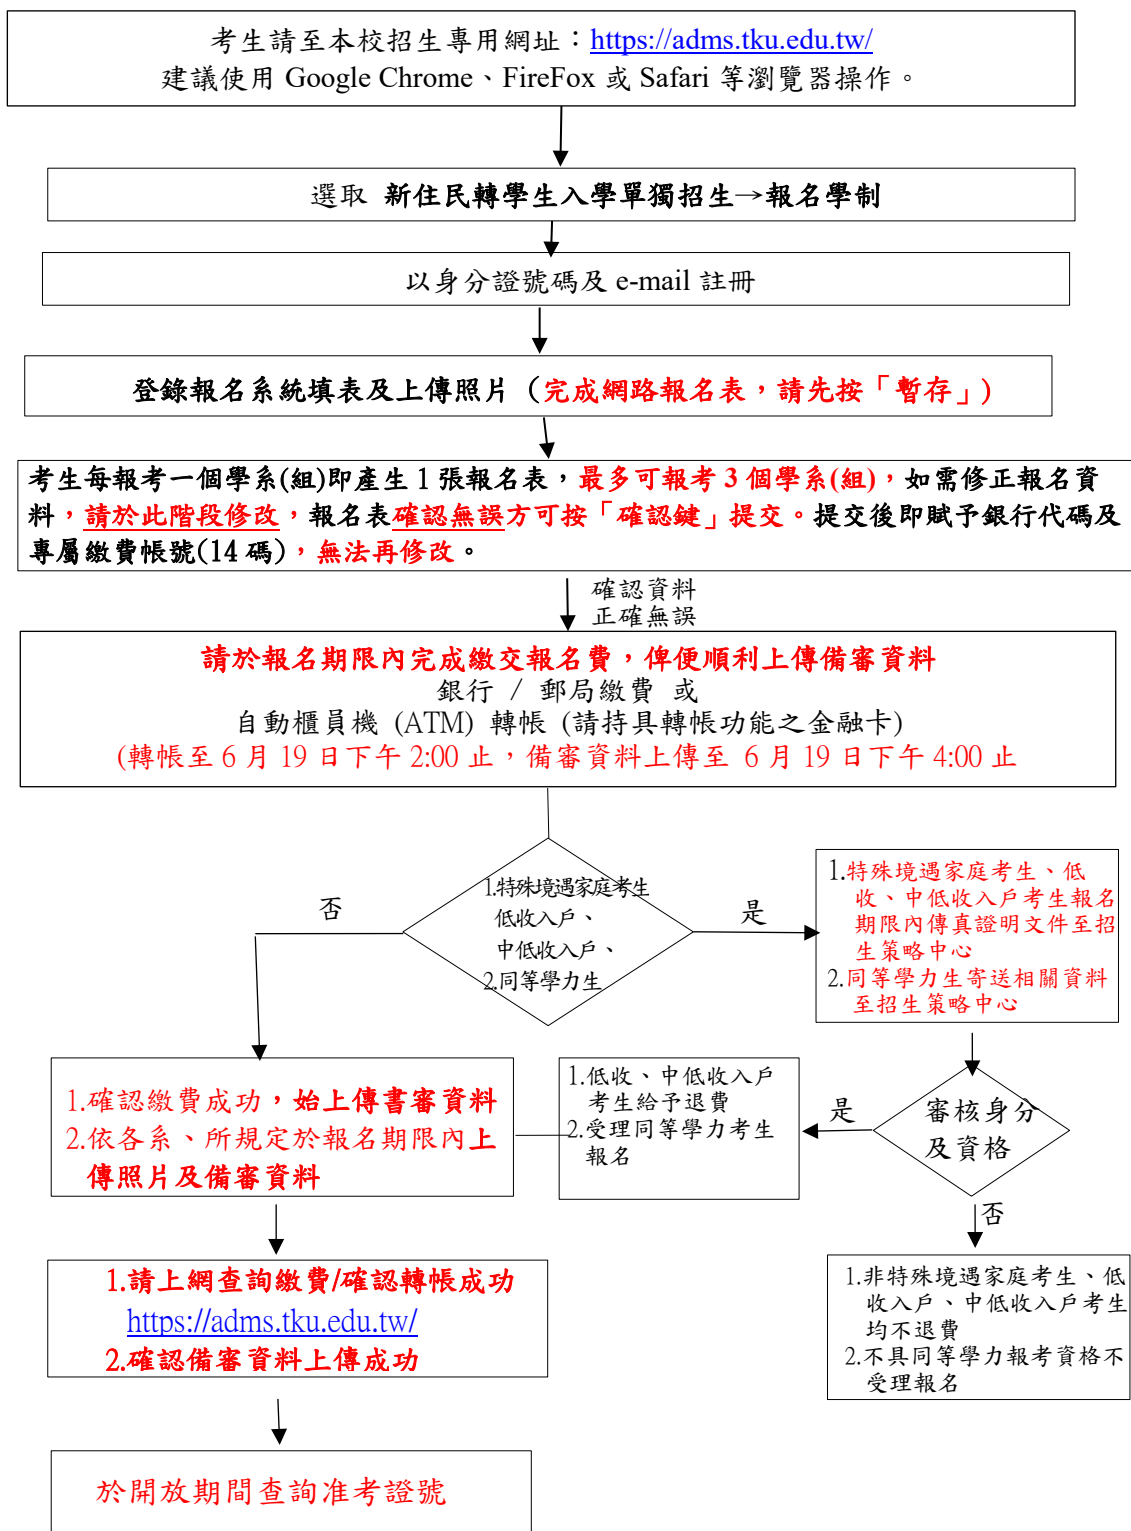 考生請至本校招生專用網址：https://adms.tku.edu.tw/
建議使用 Google Chrome、FireFox 或 Safari 等瀏覽器操作。
選取 新住民轉學生入學單獨招生→報名學制
以身分證號碼及 e-mail 註冊
登錄報名系統填表及上傳照片（完成網路報名表，請先按「暫存」)
考生每報考一個學系(組)即產生 1 張報名表，最多可報考 3 個學系(組)，如需修正報名資
料，請於此階段修改，報名表確認無誤方可按「確認鍵」提交。提交後即賦予銀行代碼及
專屬繳費帳號(14 碼)，無法再修改。
確認資料
正確無誤
請於報名期限內完成繳交報名費，俾便順利上傳備審資料
銀行 / 郵局繳費 或
自動櫃員機 (ATM) 轉帳 (請持具轉帳功能之金融卡)
(轉帳至 6 月 19 日下午 2:00 止，備審資料上傳至 6 月 19 日下午 4:00 止
1.特殊境遇家庭考生
低收入戶、
中低收入戶、
2.同等學力生
否
是
1.特殊境遇家庭考生、低
收、中低收入戶考生報名
期限內傳真證明文件至招
生策略中心
2.同等學力生寄送相關資料
至招生策略中心
審核身分
及資格
是
否
1.低收、中低收入戶
考生給予退費
2.受理同等學力考生
報名
1.非特殊境遇家庭考生、低
收入戶、中低收入戶考生
均不退費
2.不具同等學力報考資格不
受理報名
1.確認繳費成功，始上傳書審資料
2.依各系、所規定於報名期限內上
傳照片及備審資料
1.請上網查詢繳費/確認轉帳成功
https://adms.tku.edu.tw/
2.確認備審資料上傳成功
於開放期間查詢准考證號